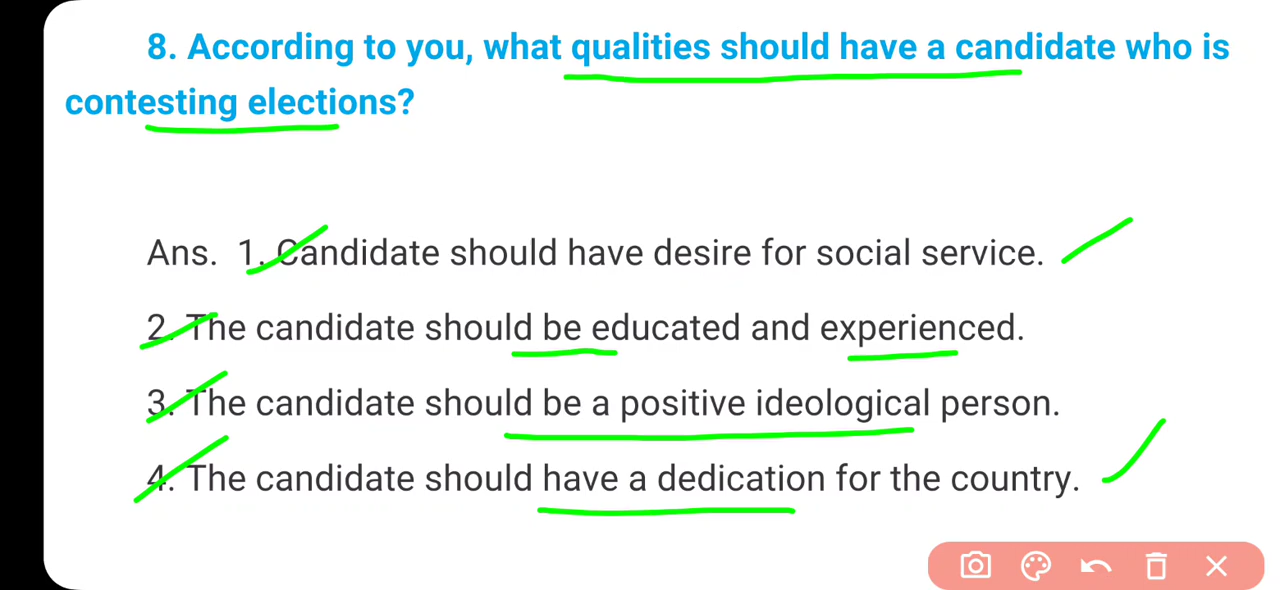 8. According to you, what qualities should have a candidate who is
contesting elections?
Ans. 1. Candidate should have desire for social service.
2. The candidate should be educated and experienced.
3. The candidate should be a positive ideological person.
4. The candidate should have a dedication for the country.